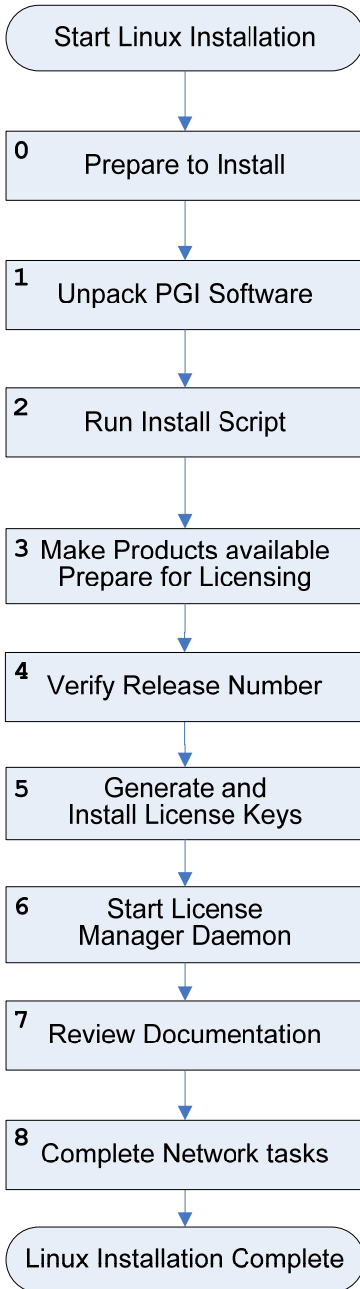 Start Linux Installation
0
Prepare to Install
1
Unpack PGI Software
2
Run Install Script
3
Make Products available
Prepare for Licensing
4
Verify Release Number
5
Generate and
Install License Keys
6
Start License
Manager Daemon
7
Review Documentation
8
Complete Network tasks
Linux Installation Complete